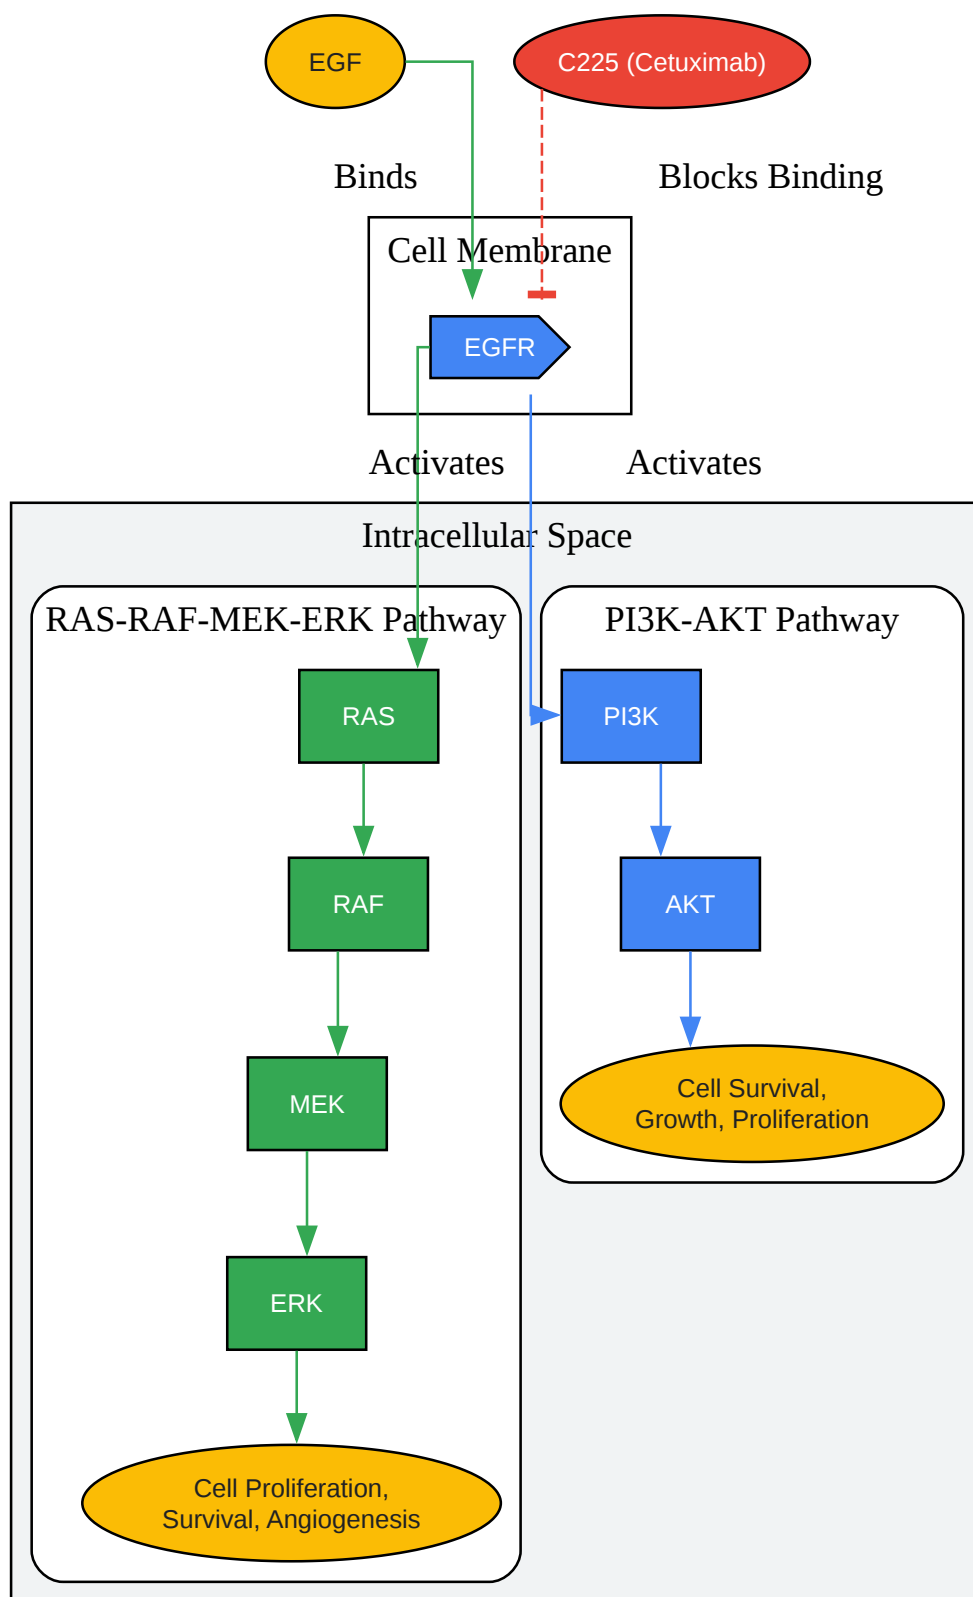 EGF
C225 (Cetuximab)
Binds
Blocks Binding
Cell Membrane
EGFR
Activates
Activates
Intracellular Space
RAS-RAF-MEK-ERK Pathway
PI3K-AKT Pathway
RAS
PI3K
RAF
AKT
MEK
Cell Survival,
Growth, Proliferation
ERK
Cell Proliferation,
Survival, Angiogenesis